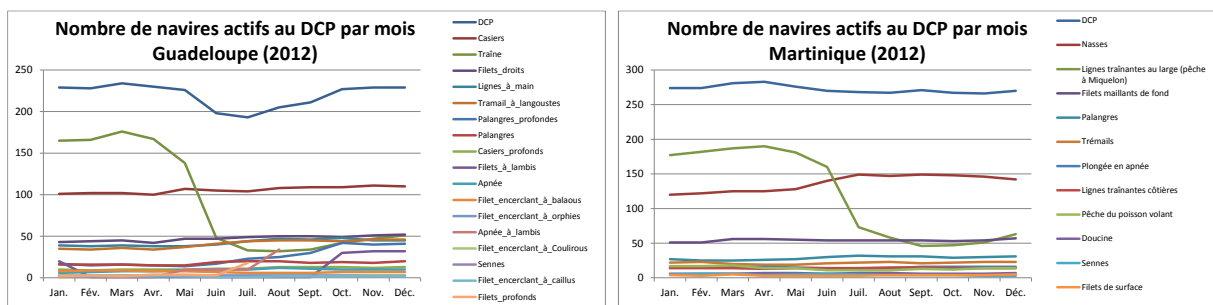 Nombre de navires actifs au DCP par mois
Guadeloupe (2012)
250
200
150
100
50
0
Jan. Fév. Mars Avr. Mai Juin Juil. Aout Sept. Oct. Nov. Déc.
DCP
Casiers
Traîne
Filets_droits
Lignes_à_main
Tramail_à_langoustes
Palangres_profondes
Palangres
Casiers_profonds
Filets_à_lambis
Apnée
Filet_encerclant_à_balaous
Filet_encerclant_à_orphies
Apnée_à_lambis
Filet_encerclant_à_Coulirous
Sennes
Filet_encerclant_à_caillus
Filets_profonds
Nombre de navires actifs au DCP par mois
Martinique (2012)
300
250
200
150
100
50
0
Jan. Fév. Mars Avr. Mai Juin Juil. Aout Sept. Oct. Nov. Déc.
DCP
Nasses
Lignes traînantes au large (pêche
à Miquelon)
Filets maillants de fond
Palangres
Trémails
Plongée en apnée
Lignes traînantes côtières
Pêche du poisson volant
Doucine
Sennes
Filets de surface